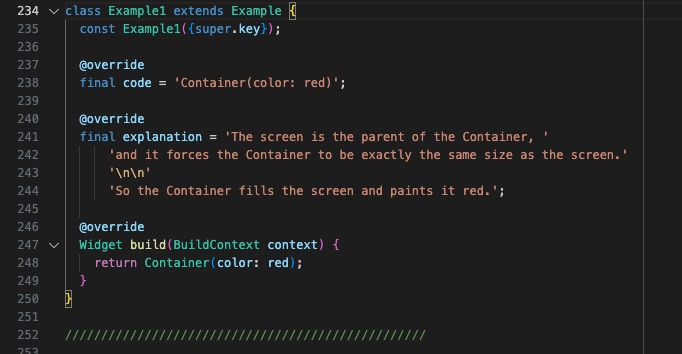 234 class Example1 extends Example {
235   const Example1({super.key});
236
237   @override
238   final code = 'Container(color: red)';
239
240   @override
241   final explanation = 'The screen is the parent of the Container, '
242       'and it forces the Container to be exactly the same size as the screen.'
243       '\n\n'
244       'So the Container fills the screen and paints it red.';
245
246   @override
247   Widget build(BuildContext context) {
248     return Container(color: red);
249   }
250 }
251
252 //////////////////////////////////////////////////
253